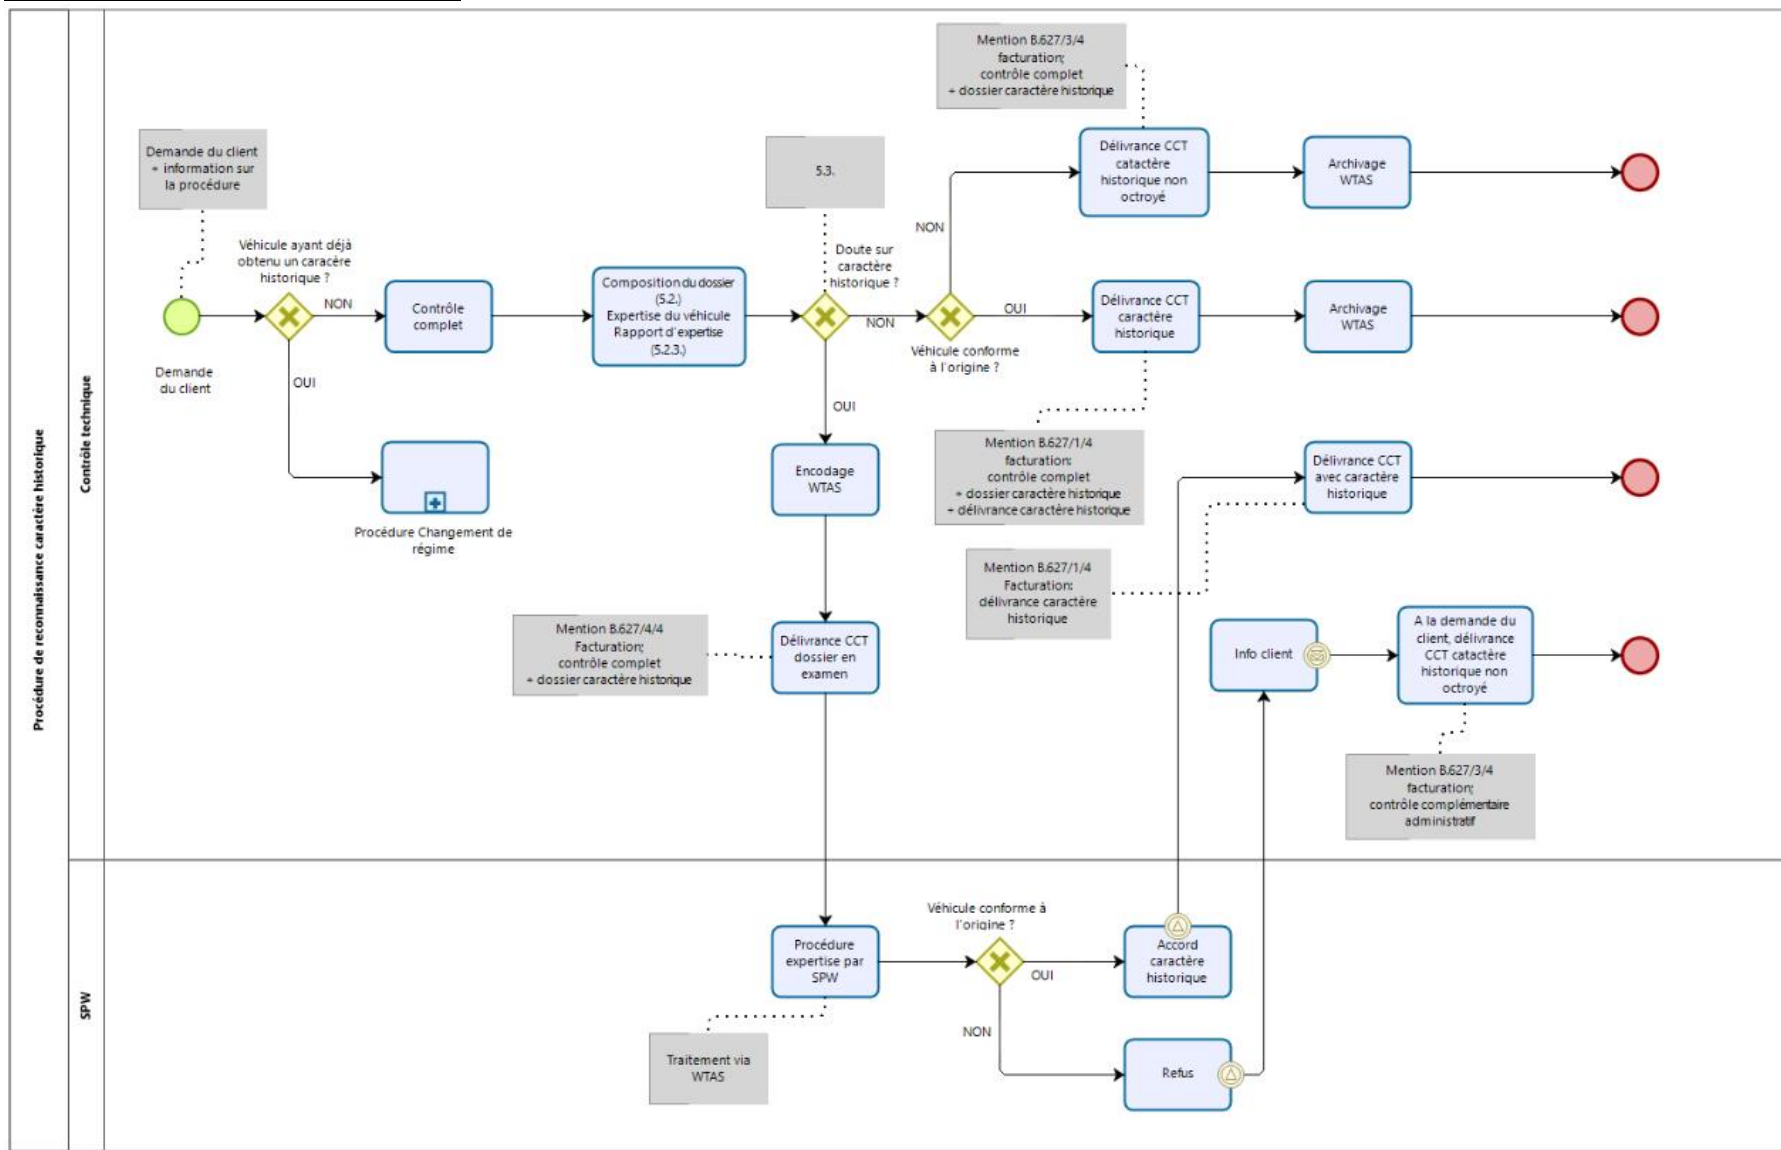 Procédure de reconnaissance caractère historique
Contrôle technique
SPW
Demande du client
+ information sur
la procédure
Demande
du client
Véhicule ayant déjà
obtenu un caracère
historique ?
NON
OUI
Procédure Changement de
régime
Contrôle
complet
Composition du dossier
(5.2.)
Expertise du véhicule
Rapport d'expertise
(5.2.3.)
5.3.
Doute sur
caractère
historique ?
NON
OUI
Véhicule conforme
à l'origine ?
NON
OUI
Mention B.627/3/4
facturation;
contrôle complet
+ dossier caractère historique
Délivrance CCT
catactère
historique non
octroyé
Archivage
WTAS
Délivrance CCT
caractère
historique
Archivage
WTAS
Mention B.627/1/4
facturation:
contrôle complet
+ dossier caractère historique
+ délivrance caractère historique
Encodage
WTAS
Délivrance CCT
avec caractère
historique
Mention B.627/1/4
Facturation:
délivrance caractère
historique
Mention B.627/4/4
Facturation;
contrôle complet
+ dossier caractère historique
Délivrance CCT
dossier en
examen
Info client
A la demande du
client, délivrance
CCT catactère
historique non
octroyé
Mention B.627/3/4
facturation;
contrôle complémentaire
administratif
Procédure
expertise par
SPW
Traitement via
WTAS
Véhicule conforme à
l'origine ?
OUI
NON
Accord
caractère
historique
Refus